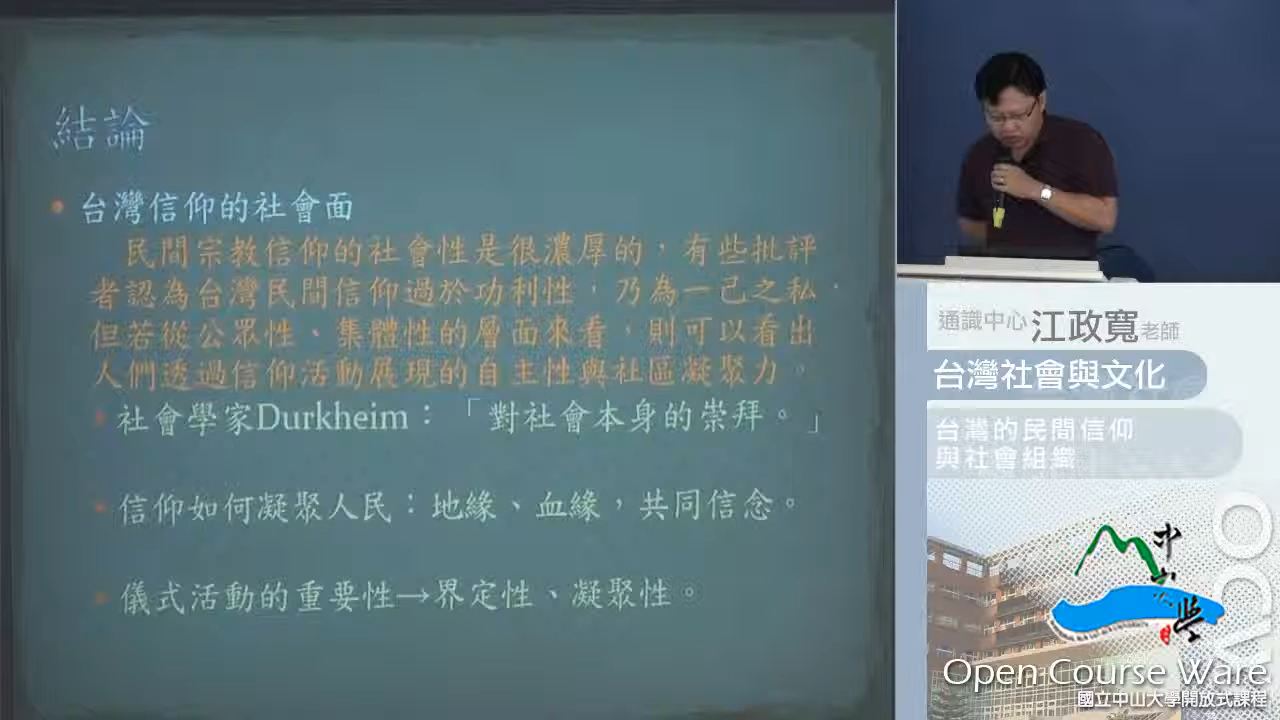 結論
台灣信仰的社會面
民間宗教信仰的社會性是很濃厚的，有些批評
者認為台灣民間信仰過於功利性，乃為一己之私，
但若從公眾性、集體性的層面來看，則可以看出
人們透過信仰活動展現的自主性與社區凝聚力。
社會學家Durkheim：「對社會本身的崇拜。」
信仰如何凝聚人民：地緣、血緣，共同信念。
儀式活動的重要性→界定性、凝聚性。
通識中心 江政寬 老師
台灣社會與文化
台灣的民間信仰
與社會組織
中山大學
Open Course Ware
國立中山大學開放式課程